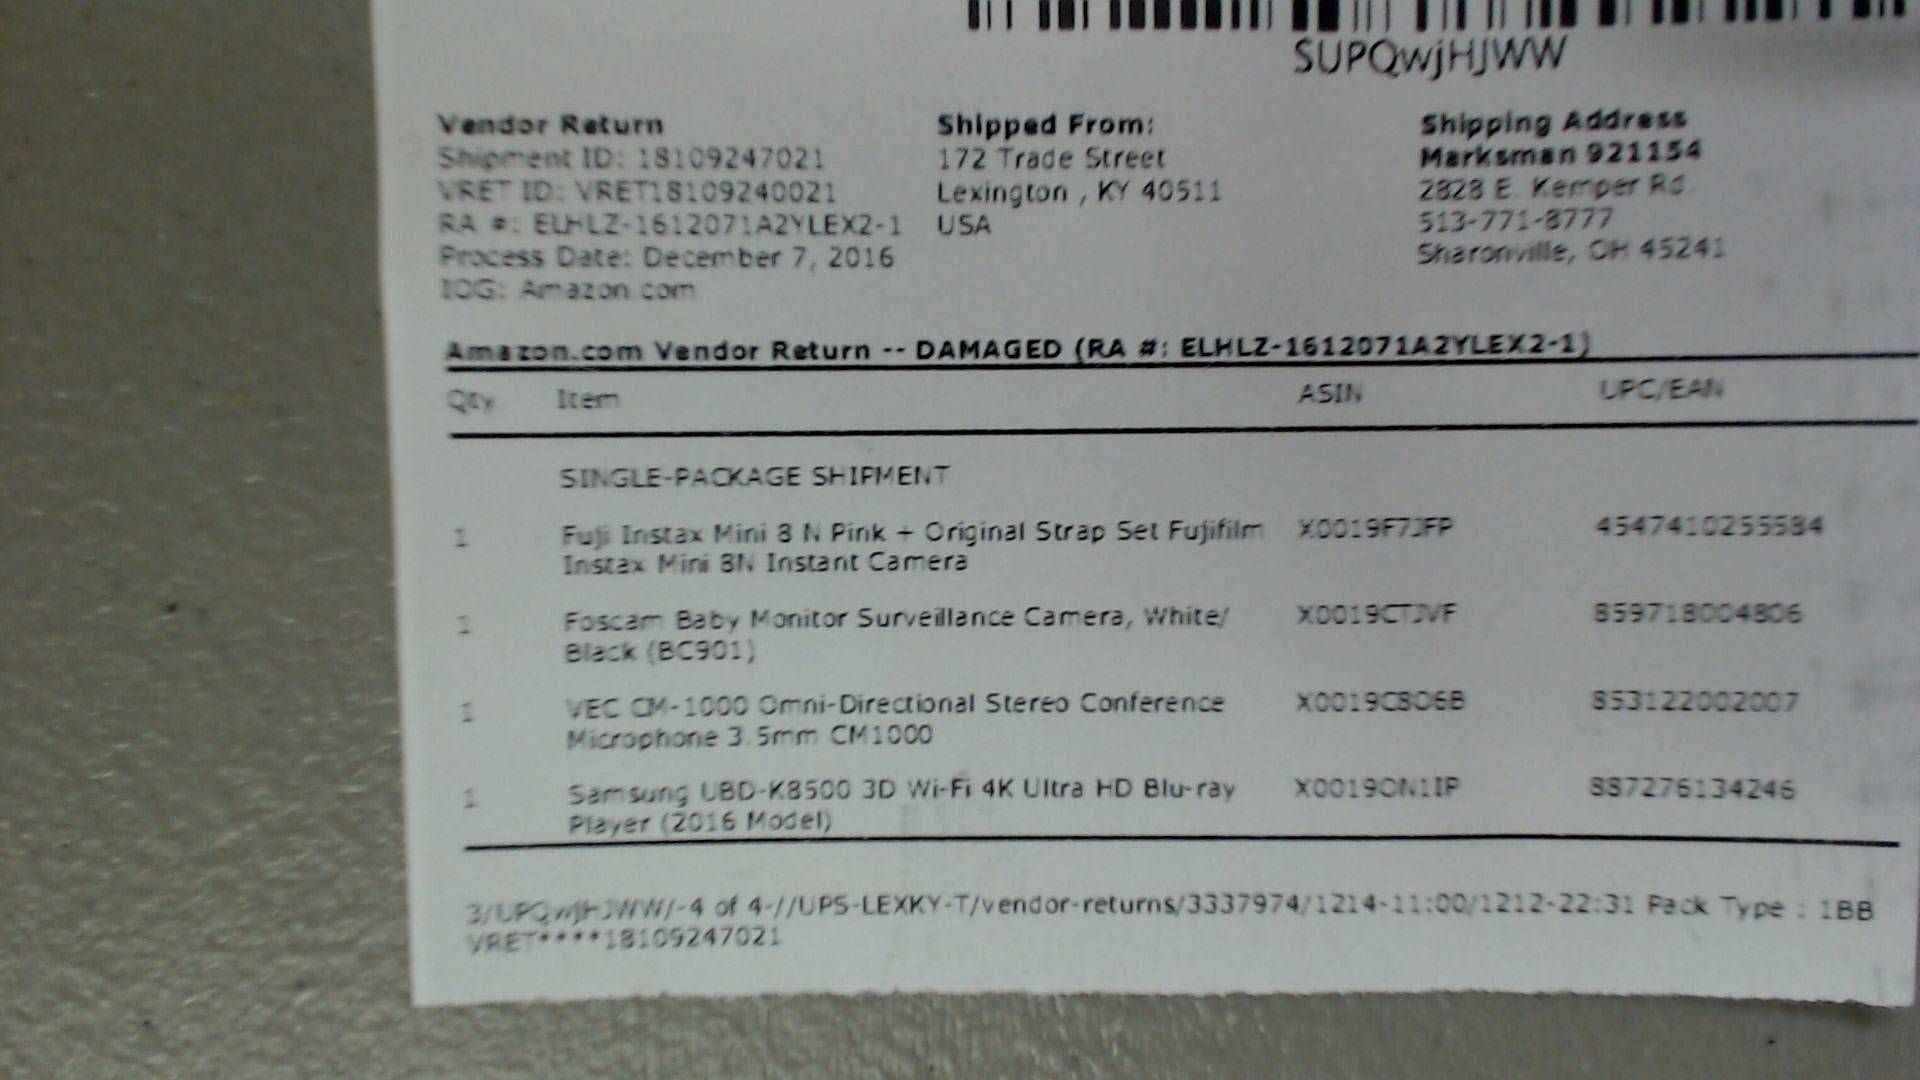 SUPQwjHJWW
Vendor Return
Shipment ID: 18109247021
VRET ID: VRET18109240021
RA #: ELHLZ-1612071A2YLEX2-1
Process Date: December 7, 2016
IOG: Amazon.com
Shipped From:
172 Trade Street
Lexington , KY 40511
USA
Shipping Address
Marksman 921154
2828 E. Kemper Rd.
513-771-8777
Sharonville, OH 45241
Amazon.com Vendor Return -- DAMAGED (RA #: ELHLZ-1612071A2YLEX2-1)
Qty Item ASIN UPC/EAN
SINGLE-PACKAGE SHIPMENT
1 Fuji Instax Mini 8 N Pink + Original Strap Set Fujifilm X0019F7JFP 4547410255584
Instax Mini 8N Instant Camera
1 Foscam Baby Monitor Surveillance Camera, White/ X0019CTJVF 859718004806
Black (BC901)
1 VEC CM-1000 Omni-Directional Stereo Conference X0019C8O6B 853122002007
Microphone 3.5mm CM1000
1 Samsung UBD-K8500 3D Wi-Fi 4K Ultra HD Blu-ray X0019ON1IP 887276134246
Player (2016 Model)
3/UPQwjHJWW/-4 of 4-//UPS-LEXKY-T/vendor-returns/3337974/1214-11:00/1212-22:31 Pack Type : 1BB
VRET****18109247021